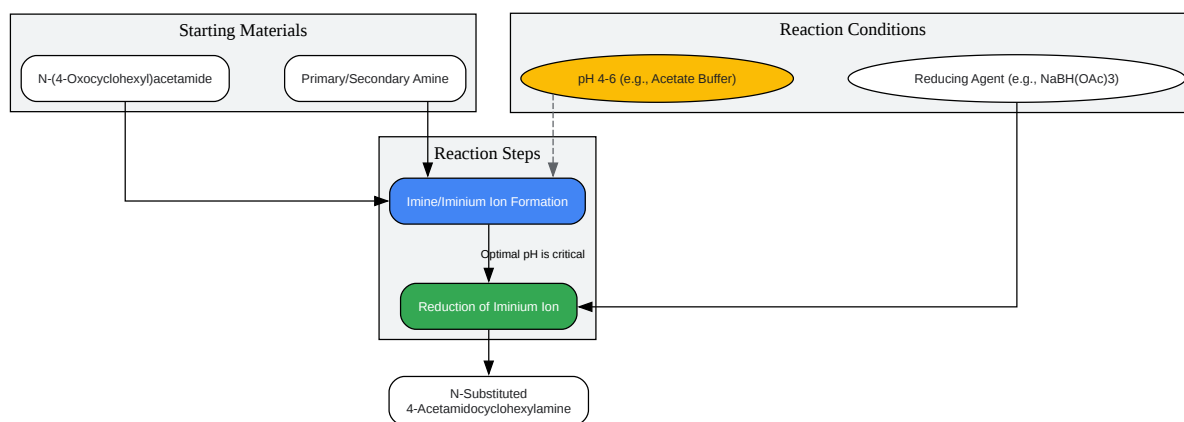 Starting Materials
Reaction Conditions
N-(4-Oxocyclohexyl)acetamide
Primary/Secondary Amine
pH 4-6 (e.g., Acetate Buffer)
Reducing Agent (e.g., NaBH(OAc)3)
Reaction Steps
Imine/Iminium Ion Formation
Optimal pH is critical
Reduction of Iminium Ion
N-Substituted
4-Acetamidocyclohexylamine